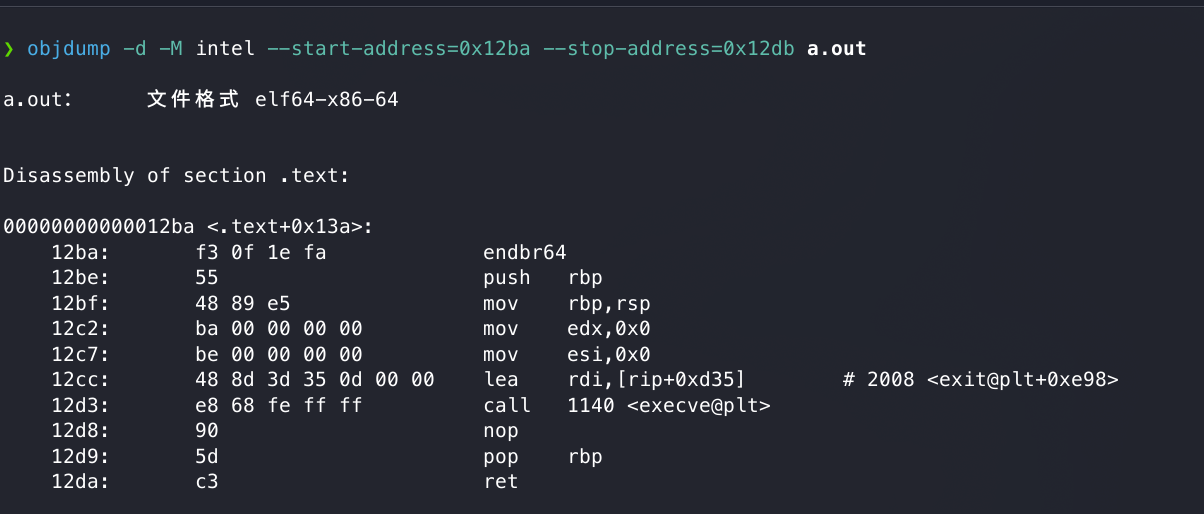 ❯ objdump -d -M intel --start-address=0x12ba --stop-address=0x12db a.out
a.out:      文件格式 elf64-x86-64
Disassembly of section .text:
00000000000012ba <.text+0x13a>:
    12ba:       f3 0f 1e fa             endbr64
    12be:       55                      push   rbp
    12bf:       48 89 e5                mov    rbp,rsp
    12c2:       ba 00 00 00 00          mov    edx,0x0
    12c7:       be 00 00 00 00          mov    esi,0x0
    12cc:       48 8d 3d 35 0d 00 00    lea    rdi,[rip+0xd35]        # 2008 <exit@plt+0xe98>
    12d3:       e8 68 fe ff ff          call   1140 <execve@plt>
    12d8:       90                      nop
    12d9:       5d                      pop    rbp
    12da:       c3                      ret